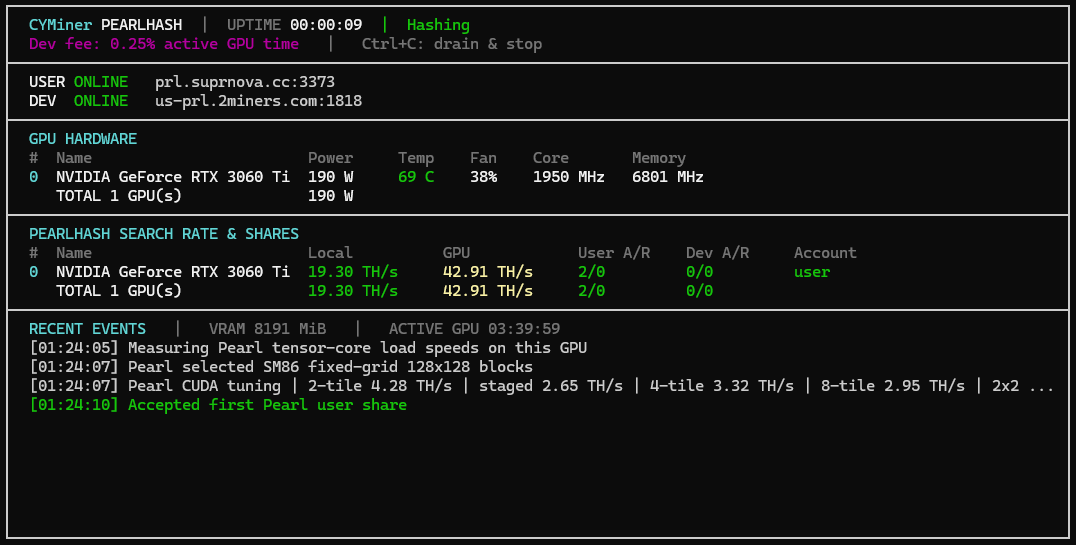 CYMiner PEARLHASH | UPTIME 00:00:09 | Hashing
Dev fee: 0.25% active GPU time | Ctrl+C: drain & stop
USER ONLINE prl.suprnova.cc:3373
DEV ONLINE us-prl.2miners.com:1818
GPU HARDWARE
# Name Power Temp Fan Core Memory
0 NVIDIA GeForce RTX 3060 Ti 190 W 69 C 38% 1950 MHz 6801 MHz
TOTAL 1 GPU(s) 190 W
PEARLHASH SEARCH RATE & SHARES
# Name Local GPU User A/R Dev A/R Account
0 NVIDIA GeForce RTX 3060 Ti 19.30 TH/s 42.91 TH/s 2/0 0/0 user
TOTAL 1 GPU(s) 19.30 TH/s 42.91 TH/s 2/0 0/0
RECENT EVENTS | VRAM 8191 MiB | ACTIVE GPU 03:39:59
[01:24:05] Measuring Pearl tensor-core load speeds on this GPU
[01:24:07] Pearl selected SM86 fixed-grid 128x128 blocks
[01:24:07] Pearl CUDA tuning | 2-tile 4.28 TH/s | staged 2.65 TH/s | 4-tile 3.32 TH/s | 8-tile 2.95 TH/s | 2x2 ...
[01:24:10] Accepted first Pearl user share